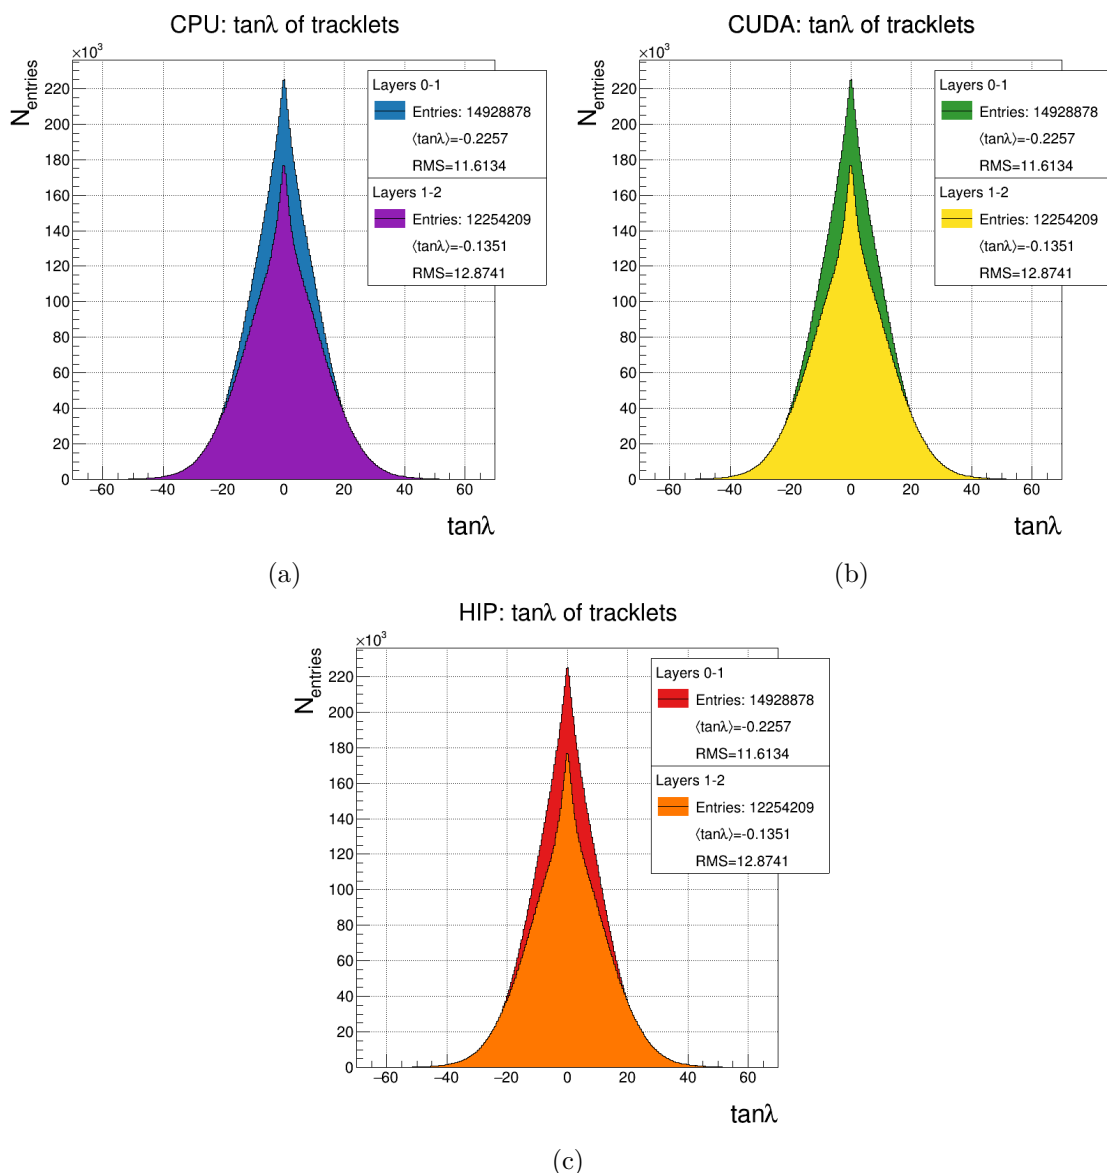 CPU: tanλ of tracklets
×10³
N_entries
220
200
180
160
140
120
100
80
60
40
20
0
−60 −40 −20 0 20 40 60
tanλ
Layers 0-1
Entries: 14928878
⟨tanλ⟩=-0.2257
RMS=11.6134
Layers 1-2
Entries: 12254209
⟨tanλ⟩=-0.1351
RMS=12.8741
(a)
CUDA: tanλ of tracklets
×10³
N_entries
220
200
180
160
140
120
100
80
60
40
20
0
−60 −40 −20 0 20 40 60
tanλ
Layers 0-1
Entries: 14928878
⟨tanλ⟩=-0.2257
RMS=11.6134
Layers 1-2
Entries: 12254209
⟨tanλ⟩=-0.1351
RMS=12.8741
(b)
HIP: tanλ of tracklets
×10³
N_entries
220
200
180
160
140
120
100
80
60
40
20
0
−60 −40 −20 0 20 40 60
tanλ
Layers 0-1
Entries: 14928878
⟨tanλ⟩=-0.2257
RMS=11.6134
Layers 1-2
Entries: 12254209
⟨tanλ⟩=-0.1351
RMS=12.8741
(c)